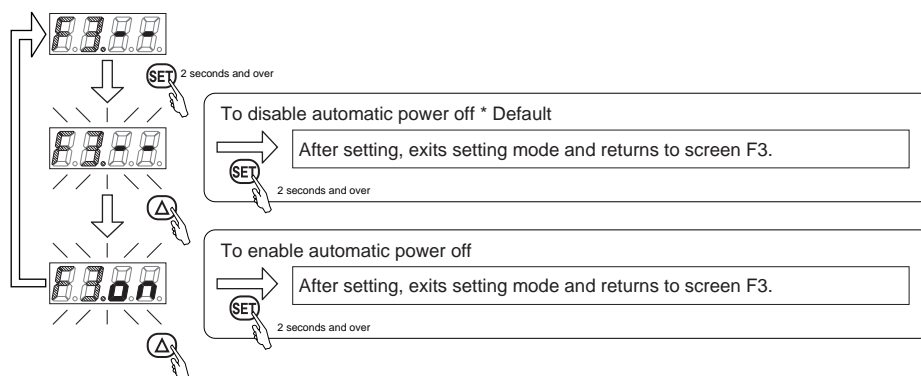 F3.--
SET 2 seconds and over
To disable automatic power off * Default
F3.--
After setting, exits setting mode and returns to screen F3.
SET
2 seconds and over
To enable automatic power off
F3.on
After setting, exits setting mode and returns to screen F3.
SET
2 seconds and over